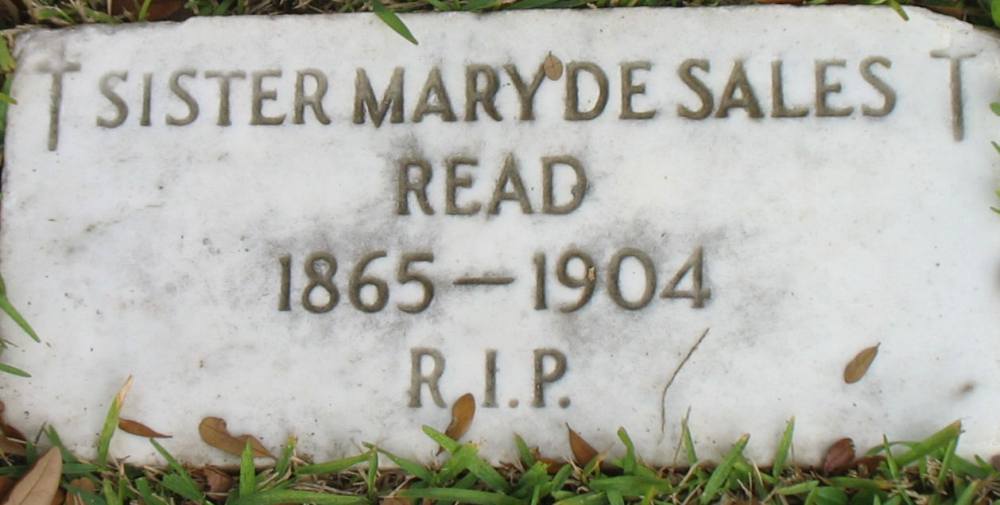 † SISTER MARY DE SALES †
READ
1865—1904
R.I.P.